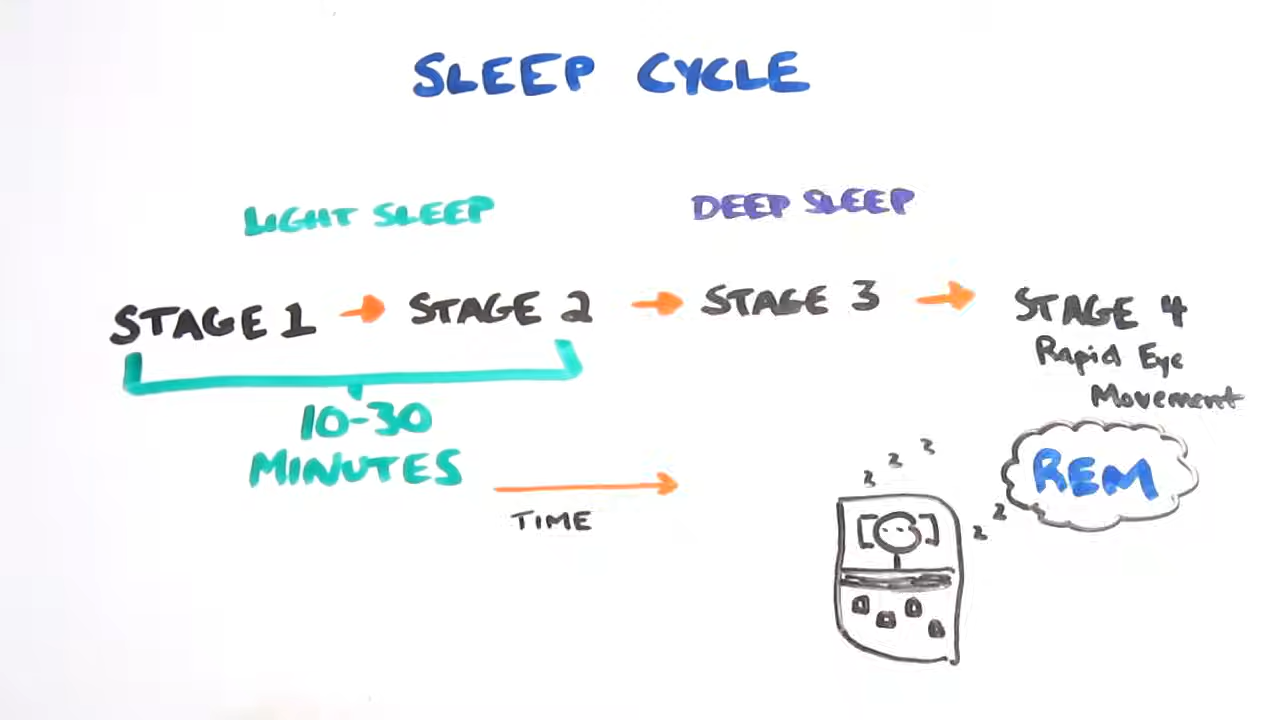 SLEEP CYCLE
LIGHT SLEEP
DEEP SLEEP
STAGE 1 → STAGE 2 → STAGE 3 → STAGE 4
Rapid Eye
Movement
10-30
MINUTES
TIME
z z z
z z
REM